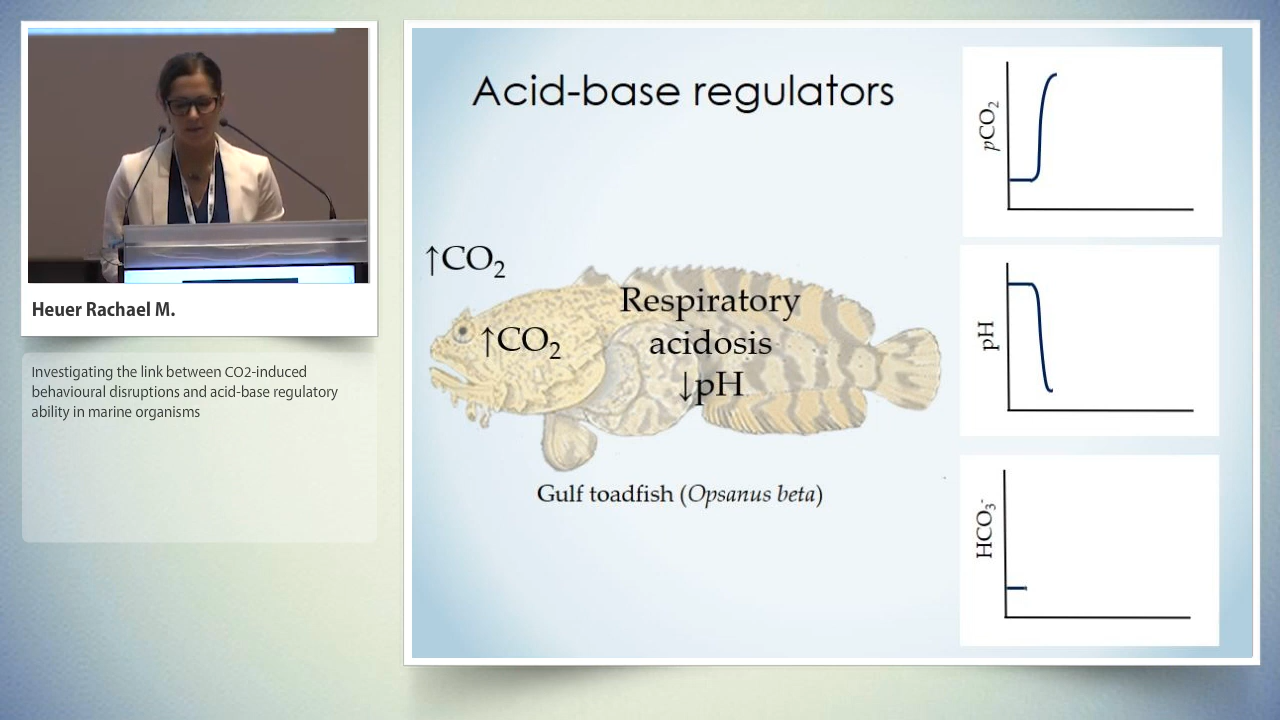 Heuer Rachael M.
Investigating the link between CO2-induced
behavioural disruptions and acid-base regulatory
ability in marine organisms
Acid-base regulators
↑CO₂
↑CO₂
Respiratory
acidosis
↓pH
Gulf toadfish (Opsanus beta)
pCO₂
pH
HCO₃⁻